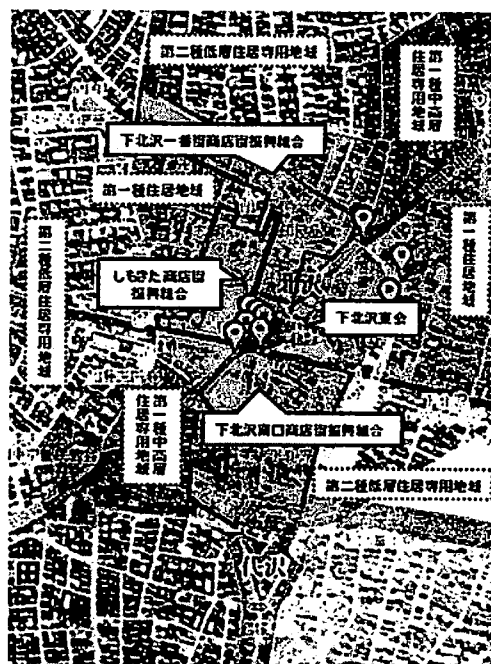 第二種低層住居専用地域
第一種中高層
住居専用地域
下北沢一番街商店街振興組合
第一種住居地域
第二種低層住居専用地域
第一種住居地域
しもきた商店街
振興組合
下北沢東会
第一種中高層
住居専用地域
下北沢南口商店街振興組合
第二種低層住居専用地域
代沢